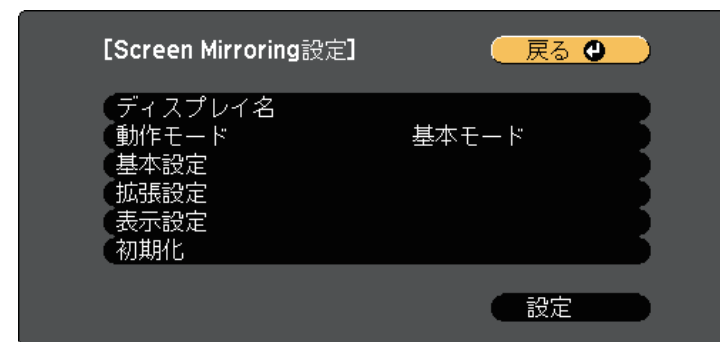 [Screen Mirroring設定] 戻る
ディスプレイ名
動作モード 基本モード
基本設定
拡張設定
表示設定
初期化
設定